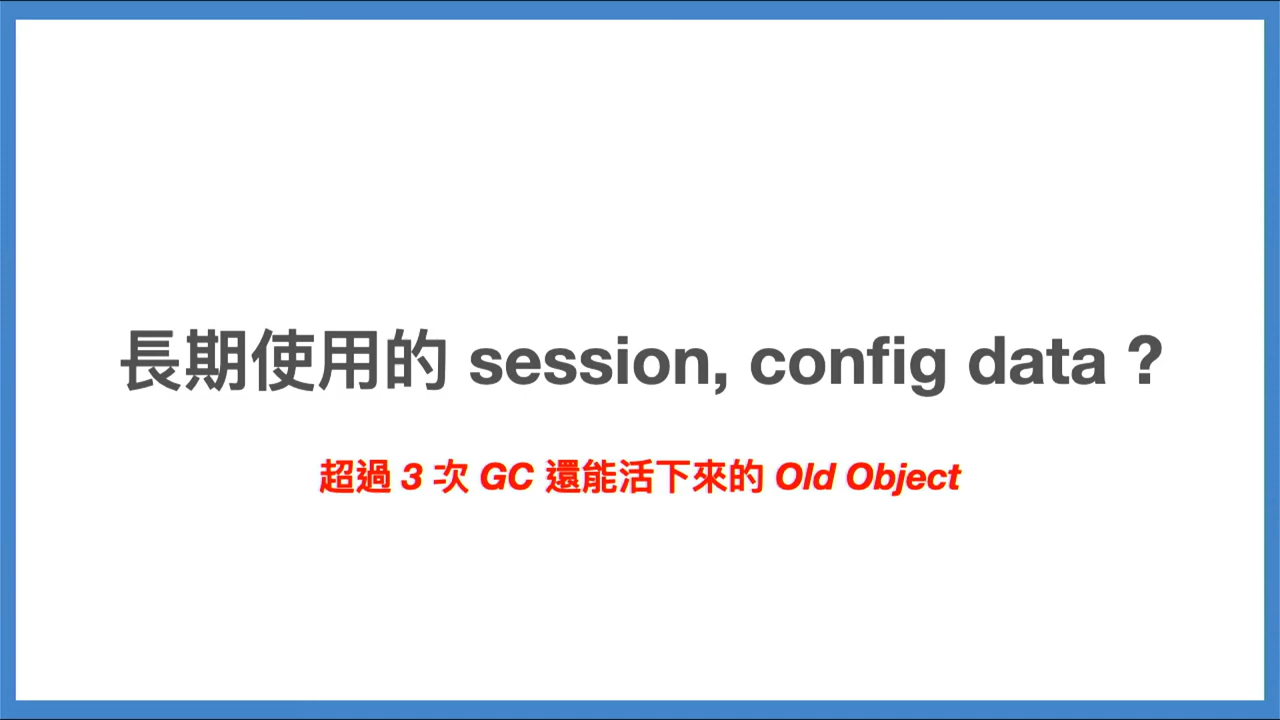 長期使用的 session, config data ?
超過 3 次 GC 還能活下來的 Old Object